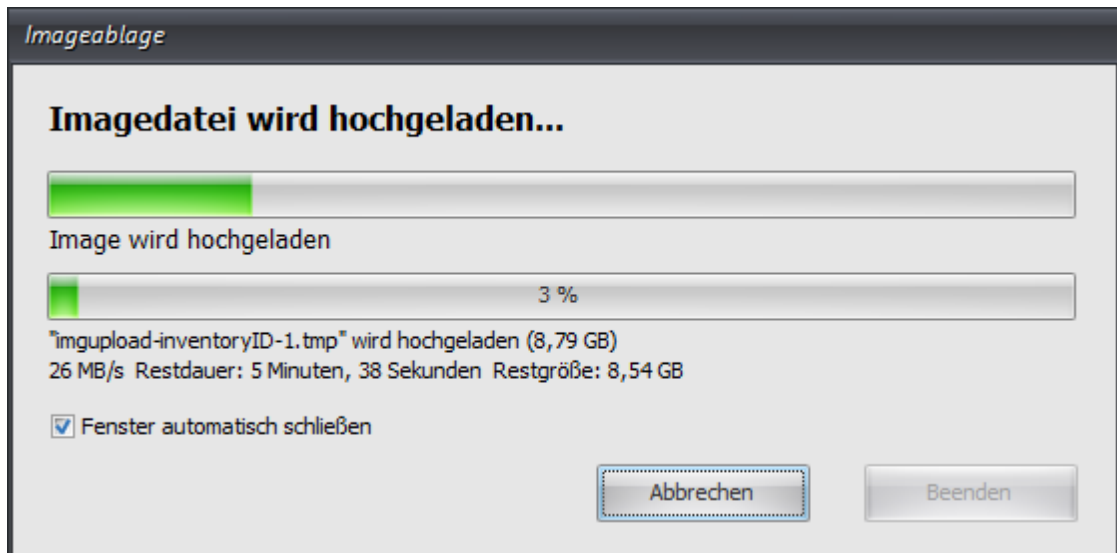 Imageablage
Imagedatei wird hochgeladen...
Image wird hochgeladen
3 %
"imgupload-inventoryID-1.tmp" wird hochgeladen (8,79 GB)
26 MB/s Restdauer: 5 Minuten, 38 Sekunden Restgröße: 8,54 GB
Fenster automatisch schließen
Abbrechen Beenden